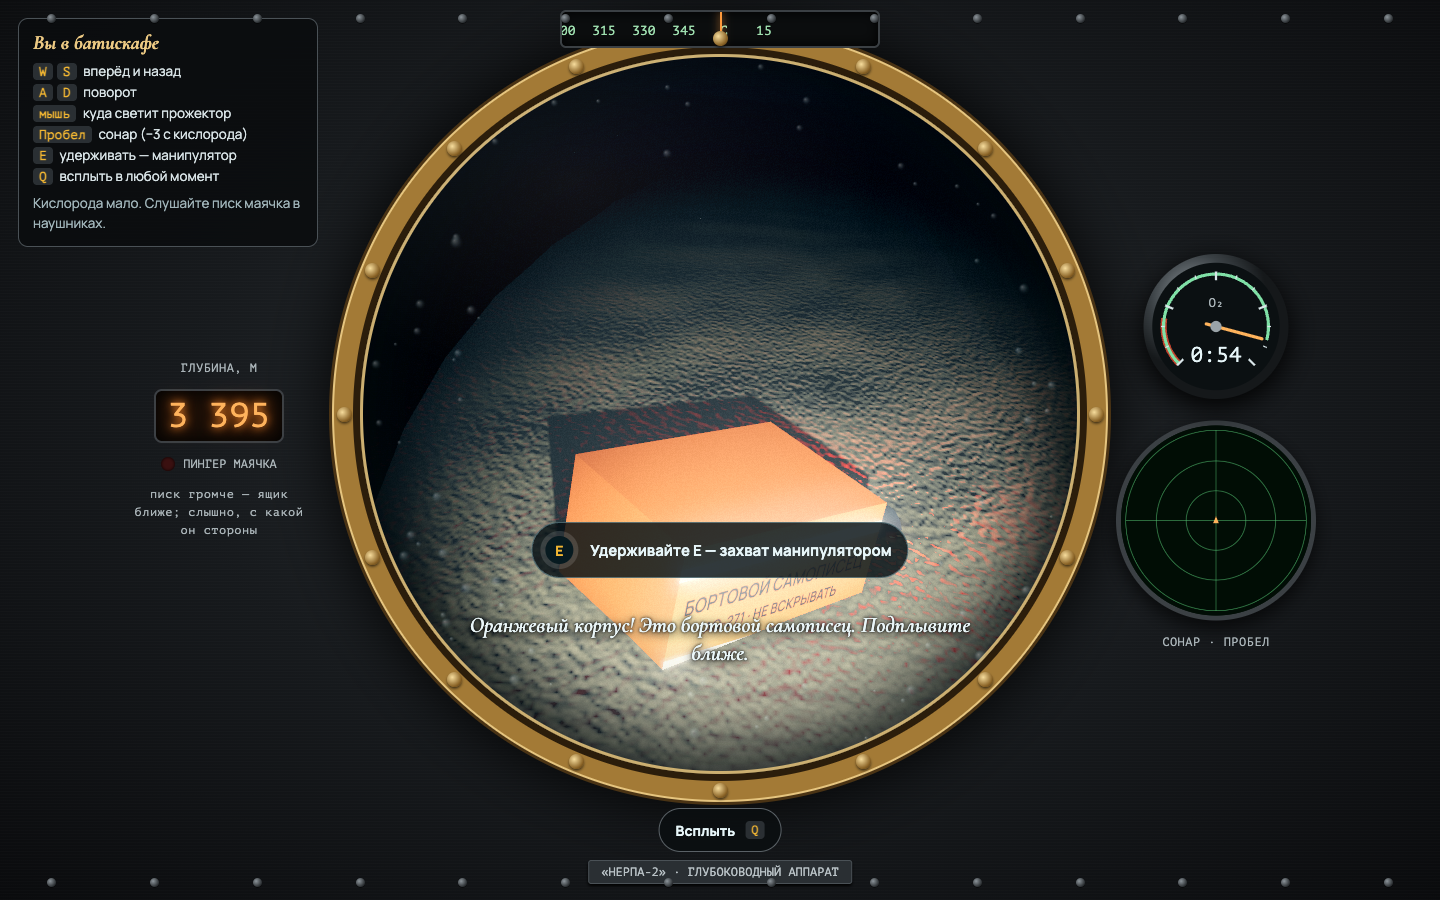 Вы в батискафе
W S вперёд и назад
A D поворот
мышь куда светит прожектор
Пробел сонар (−3 с кислорода)
E удерживать — манипулятор
Q всплыть в любой момент
Кислорода мало. Слушайте писк маячка в
наушниках.
315 330 345 15
ГЛУБИНА, М
3 395
ПИНГЕР МАЯЧКА
писк громче — ящик
ближе; слышно, с какой
он стороны
O₂
0:54
СОНАР · ПРОБЕЛ
E Удерживайте E — захват манипулятором
БОРТОВОЙ САМОПИСЕЦ
271 · НЕ ВСКРЫВАТЬ
Оранжевый корпус! Это бортовой самописец. Подплывите
ближе.
Всплыть Q
«НЕРПА-2» · ГЛУБОКОВОДНЫЙ АППАРАТ